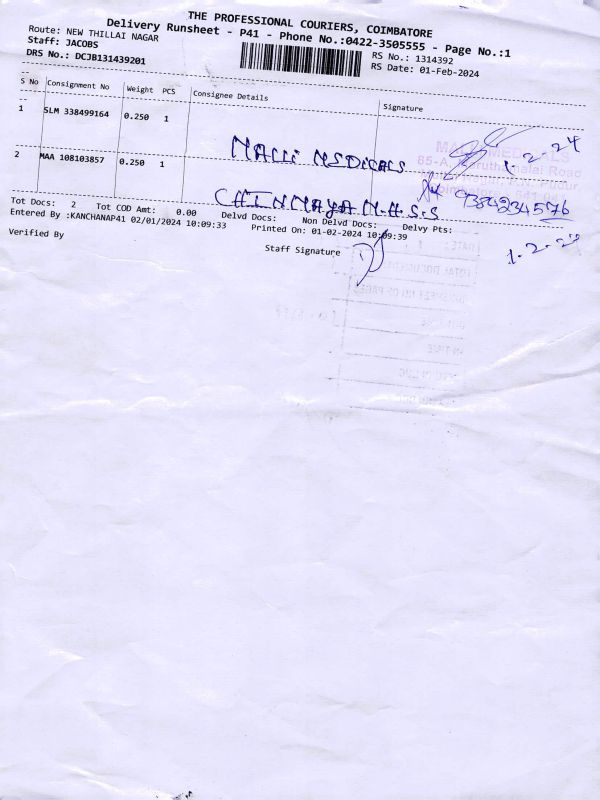 THE PROFESSIONAL COURIERS, COIMBATORE
Delivery Runsheet - P41 - Phone No.:0422-3505555 - Page No.:1
Route: NEW THILLAI NAGAR
Staff: JACOBS
DRS No.: DCJB131439201
RS No.: 1314392
RS Date: 01-Feb-2024
S No Consignment No Weight PCS Consignee Details Signature
1 SLM 338499164 0.250 1
MALLI MSDICALS
MEDICALS
85-A
Road
1-2-24
2 MAA 108103857 0.250 1
CHINMAYA N.H.S.S
9384234576
Tot Docs: 2 Tot COD Amt: 0.00 Delvd Docs: Non Delvd Docs: Delvy Pts:
Entered By :KANCHANAP41 02/01/2024 10:09:33 Printed On: 01-02-2024 10:09:39
1-2-24
Verified By
Staff Signature